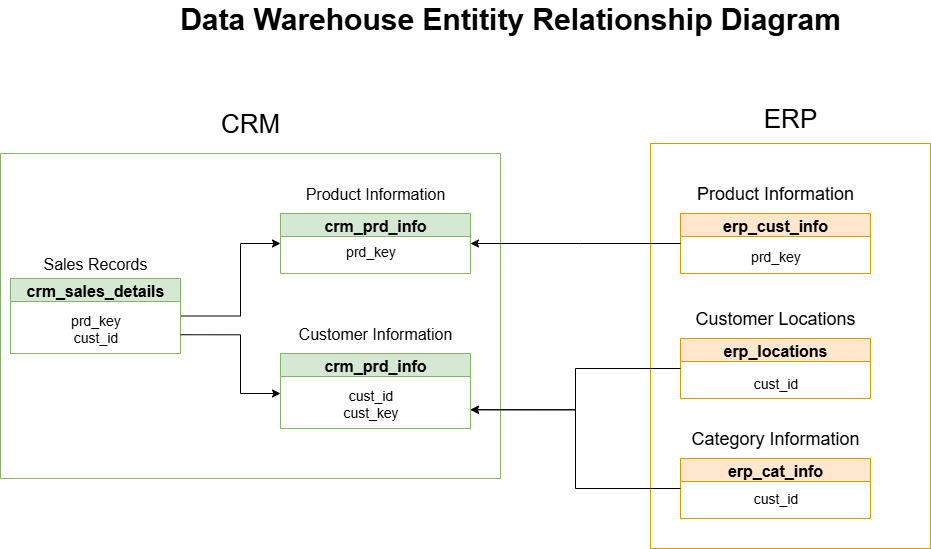 Data Warehouse Entitity Relationship Diagram
CRM
ERP
Product Information
crm_prd_info
prd_key
Sales Records
crm_sales_details
prd_key
cust_id
Customer Information
crm_prd_info
cust_id
cust_key
Product Information
erp_cust_info
prd_key
Customer Locations
erp_locations
cust_id
Category Information
erp_cat_info
cust_id